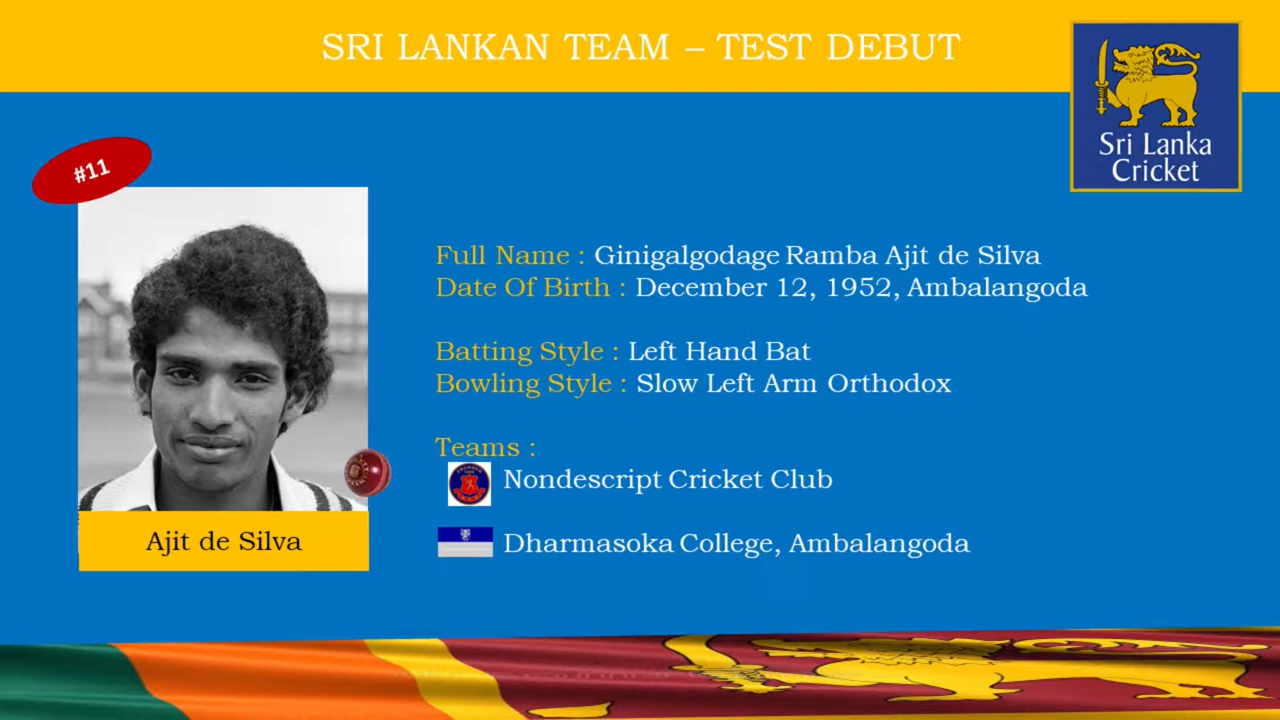 SRI LANKAN TEAM – TEST DEBUT
Sri Lanka
Cricket
#11
Full Name : Ginigalgodage Ramba Ajit de Silva
Date Of Birth : December 12, 1952, Ambalangoda
Batting Style : Left Hand Bat
Bowling Style : Slow Left Arm Orthodox
Teams :
Nondescript Cricket Club
Dharmasoka College, Ambalangoda
Ajit de Silva